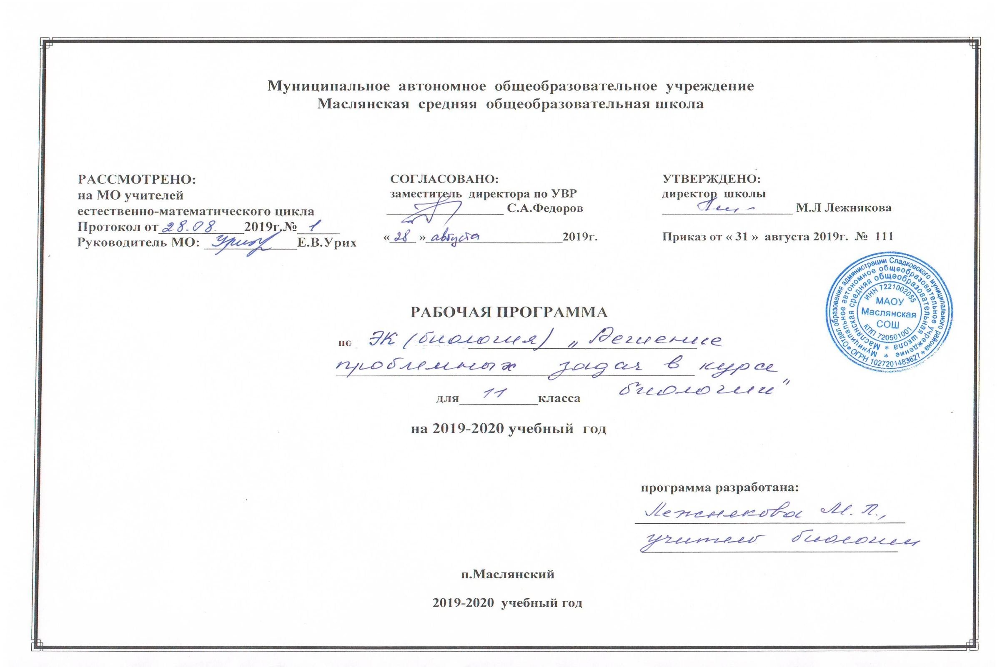 Муниципальное автономное общеобразовательное учреждение
Маслянская средняя общеобразовательная школа
РАССМОТРЕНО:
на МО учителей
естественно-математического цикла
Протокол от 28.08. 2019г.№ 1
Руководитель МО: Урих Е.В.Урих
СОГЛАСОВАНО:
заместитель директора по УВР
С.А.Федоров
« 28 » августа 2019г.
УТВЕРЖДЕНО:
директор школы
М.Л Лежнякова
Приказ от « 31 » августа 2019г. № 111
Отдел образования администрации Сладковского муниципального района * ОГРН 1027201483627 *
Муниципальное автономное общеобразовательное учреждение *
Маслянская средняя общеобразовательная школа *
ИНН 7221002055
МАОУ
Маслянская
СОШ
КПП 720501001
РАБОЧАЯ ПРОГРАММА
по ЭК (биология) „Решение
проблемных задач в курсе
биологии"
для 11 класса
на 2019-2020 учебный год
программа разработана:
Лежнякова М.Л.,
учитель биологии
п.Маслянский
2019-2020 учебный год